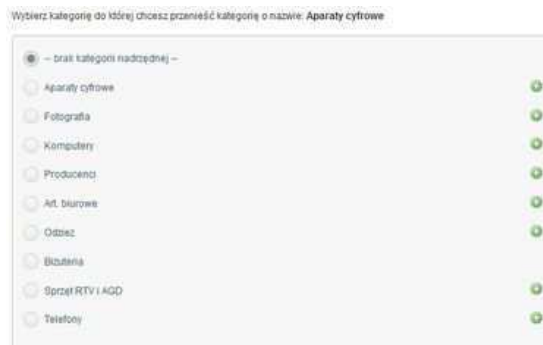 Wybierz kategorię do której chcesz przenieść kategorię o nazwie: Aparaty cyfrowe
-- brak kategorii nadrzędnej --
Aparaty cyfrowe
Fotografia
Komputery
Producenci
Art. biurowe
Odzież
Biżuteria
Sprzęt RTV i AGD
Telefony